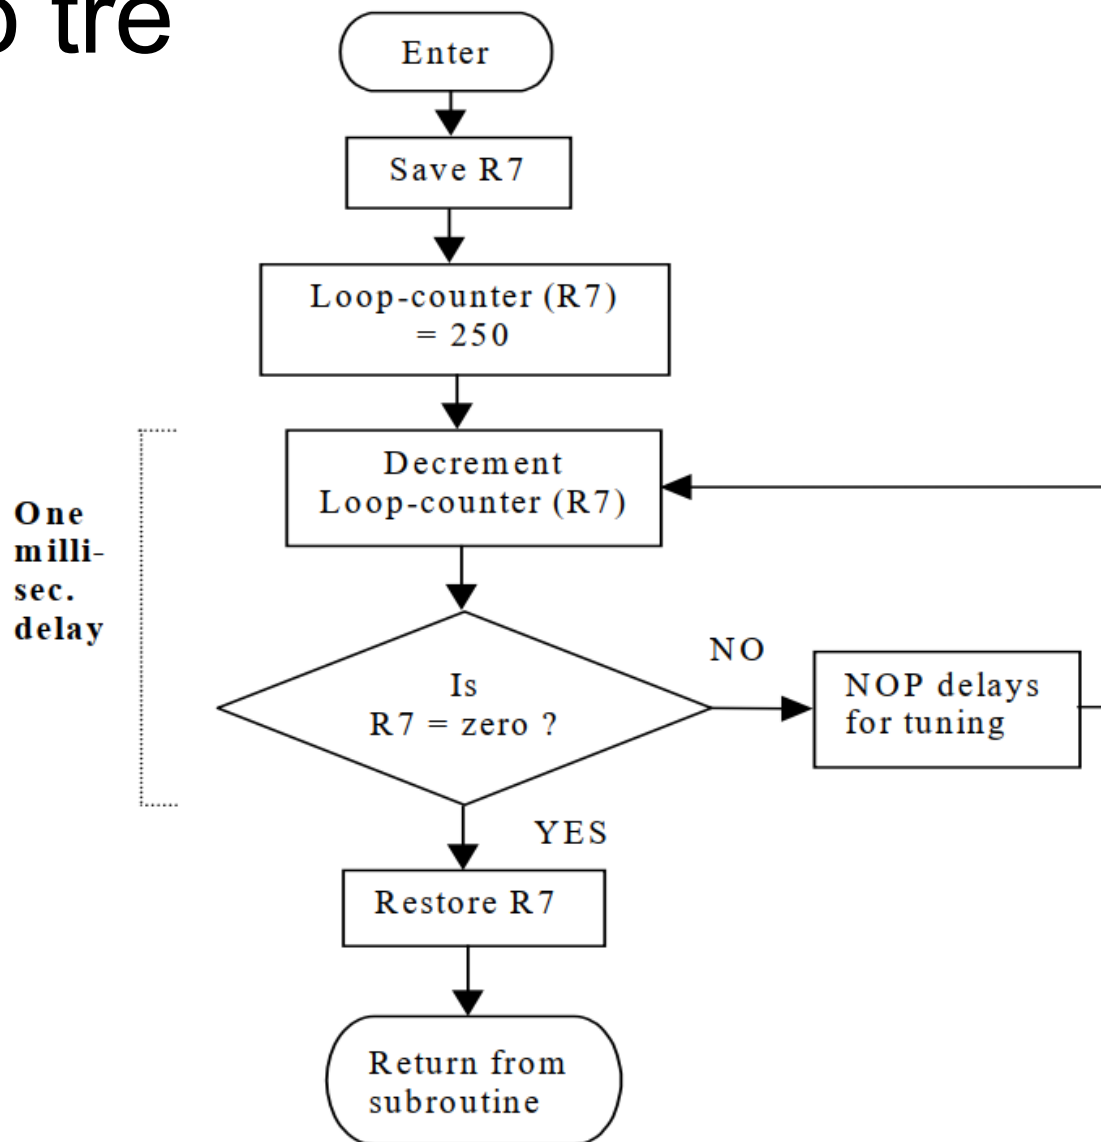 tre
Enter
Save R7
Loop-counter (R7)
= 250
Decrement
Loop-counter (R7)
One
milli-
sec.
delay
NO
Is
R7 = zero ?
NOP delays
for tuning
YES
Restore R7
Return from
subroutine